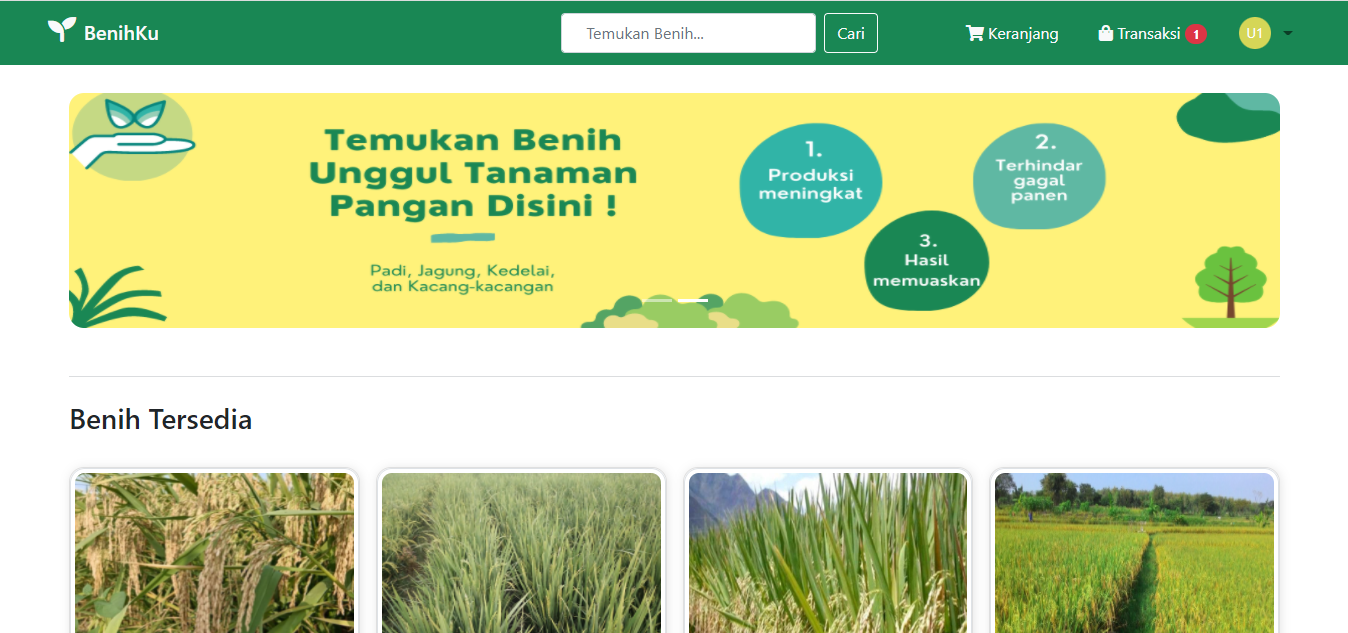 BenihKu
Temukan Benih...
Cari
Keranjang
Transaksi 1
U1
Temukan Benih
Unggul Tanaman
Pangan Disini !
Padi, Jagung, Kedelai,
dan Kacang-kacangan
1.
Produksi
meningkat
2.
Terhindar
gagal
panen
3.
Hasil
memuaskan
Benih Tersedia